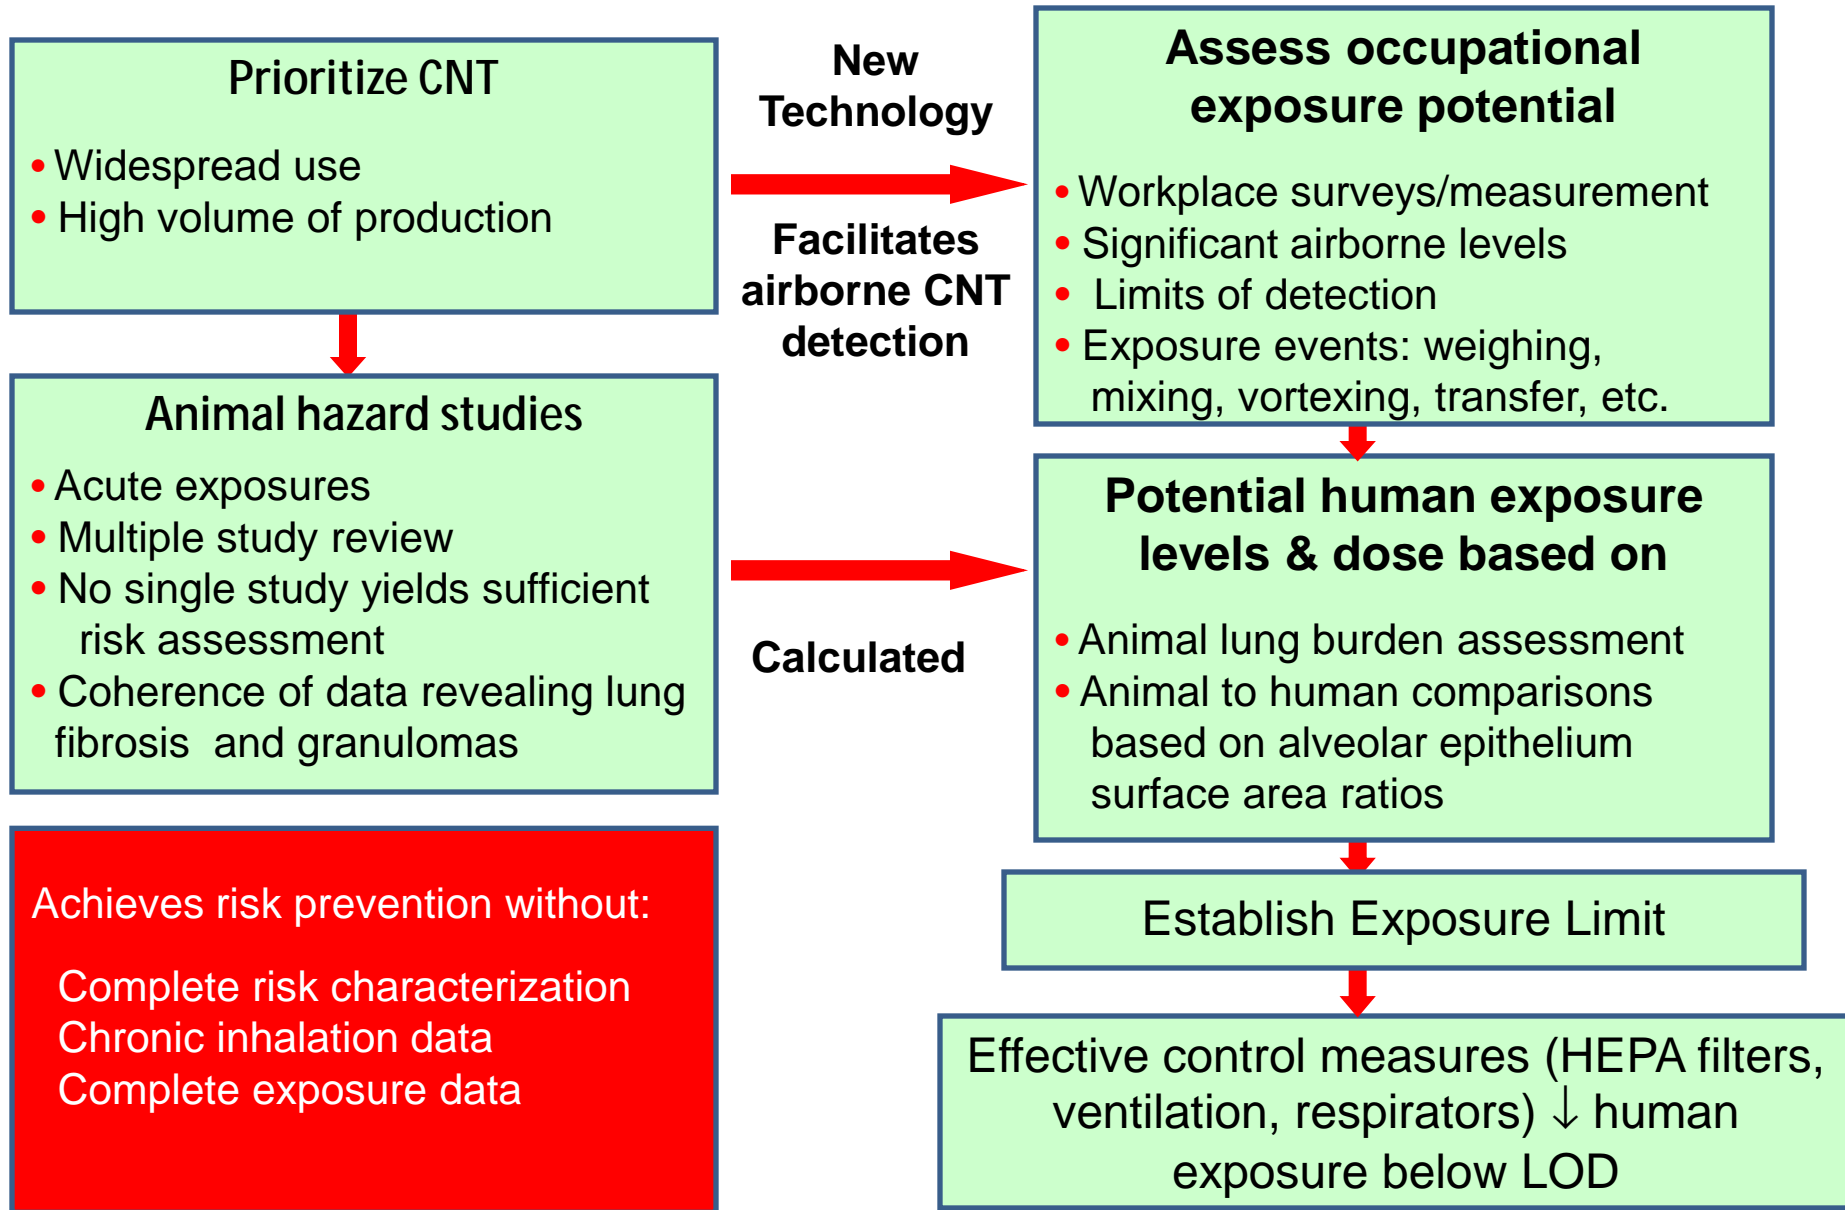 Prioritize CNT
• Widespread use
• High volume of production
New
Technology
Facilitates
airborne CNT
detection
Assess occupational
exposure potential
• Workplace surveys/measurement
• Significant airborne levels
• Limits of detection
• Exposure events: weighing,
mixing, vortexing, transfer, etc.
Animal hazard studies
• Acute exposures
• Multiple study review
• No single study yields sufficient
risk assessment
• Coherence of data revealing lung
fibrosis and granulomas
Calculated
Potential human exposure
levels & dose based on
• Animal lung burden assessment
• Animal to human comparisons
based on alveolar epithelium
surface area ratios
Achieves risk prevention without:
Complete risk characterization
Chronic inhalation data
Complete exposure data
Establish Exposure Limit
Effective control measures (HEPA filters,
ventilation, respirators) ↓ human
exposure below LOD